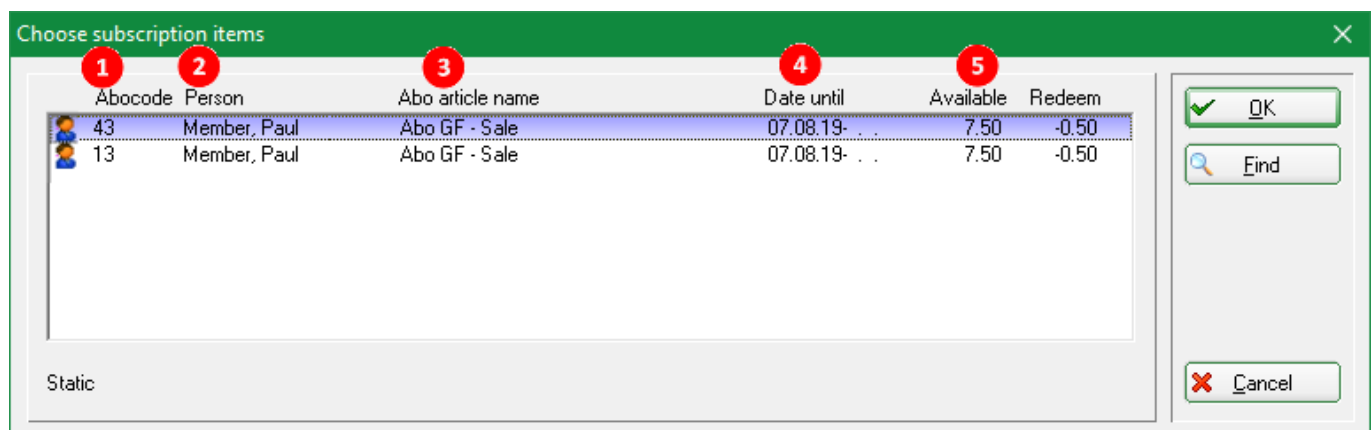 Choose subscription items
1 2 3 4 5
Abocode Person Abo article name Date until Available Redeem
43 Member, Paul Abo GF - Sale 07.08.19- . . 7.50 -0.50
13 Member, Paul Abo GF - Sale 07.08.19- . . 7.50 -0.50
Static
OK
Find
Cancel